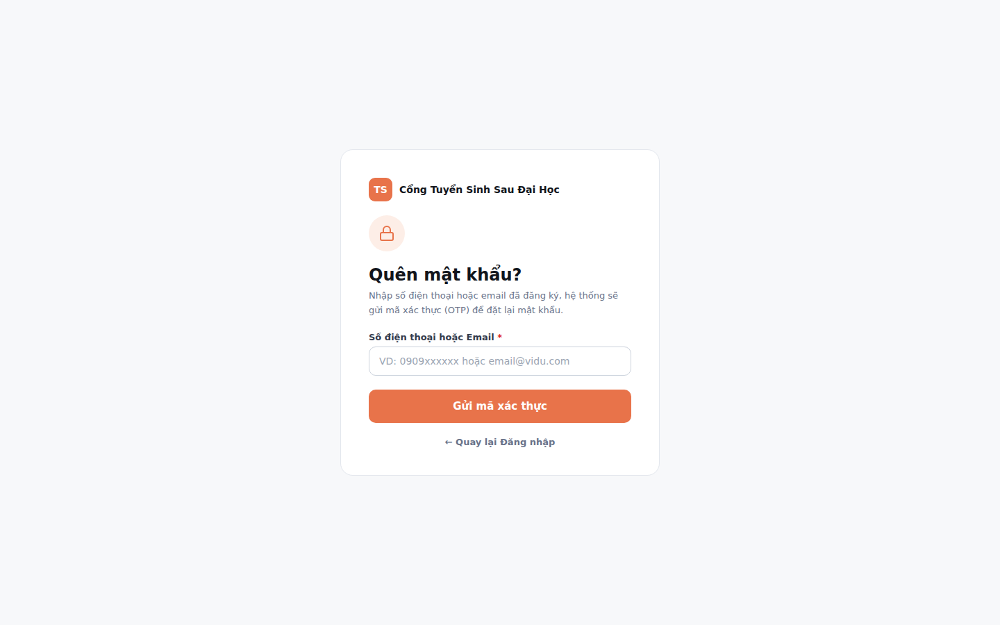 TS
Cổng Tuyển Sinh Sau Đại Học
Quên mật khẩu?
Nhập số điện thoại hoặc email đã đăng ký, hệ thống sẽ
gửi mã xác thực (OTP) để đặt lại mật khẩu.
Số điện thoại hoặc Email *
VD: 0909xxxxxx hoặc email@vidu.com
Gửi mã xác thực
← Quay lại Đăng nhập